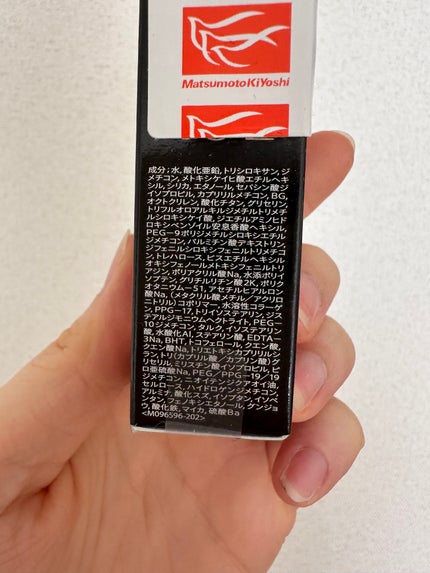 MatsumotoKiYoshi
成分：水, 酸化亜鉛, トリシロキサン, ジ
メチコン, メトキシケイヒ酸エチルヘキ
シル, シリカ, エタノール, セバシン酸ジ
イソプロピル, カプリリルメチコン, BG,
オクトクリレン, 酸化チタン, グリセリン,
トリフルオロアルキルジメチルトリメチ
ルシロキシケイ酸, ジエチルアミノヒド
ロキシベンゾイル安息香酸ヘキシル,
PEG－9ポリジメチルシロキシエチル
ジメチコン, パルミチン酸デキストリン,
ジフェニルシロキシフェニルトリメチコ
ン, トレハロース, ビスエチルヘキシル
オキシフェノールメトキシフェニルトリ
アジン, ポリアクリル酸Na, 水添ポリイ
ソブテン, グリチルリチン酸2K, ポリク
オタニウム－51, アセチルヒアルロン
酸Na, (メタクリル酸メチル／アクリロ
ニトリル)コポリマー, 水溶性コラーゲ
ン, PPG－17, トリイソステアリン, ジス
テアルジモニウムヘクトライト, PEG－
10ジメチコン, タルク, イソステアリン
酸, 水酸化Al, ステアリン酸, EDTA－
3Na, BHT, トコフェロール, クエン酸,
クエン酸Na, トリエトキシカプリリルシ
ラン, トリ(カプリル酸／カプリン酸)グ
リセリル, ミリスチン酸イソプロピル, ピ
ロ亜硫酸Na, PEG／PPG－19／19
ジメチコン, ニオイテンジクアオイ油,
セルロース, ハイドロゲンジメチコン,
アルミナ, 酸化スズ, イソブタン, イソペ
ンタン, フェノキシエタノール, グンジョ
ウ, 酸化鉄, マイカ, 硫酸Ba
<M096596-202>